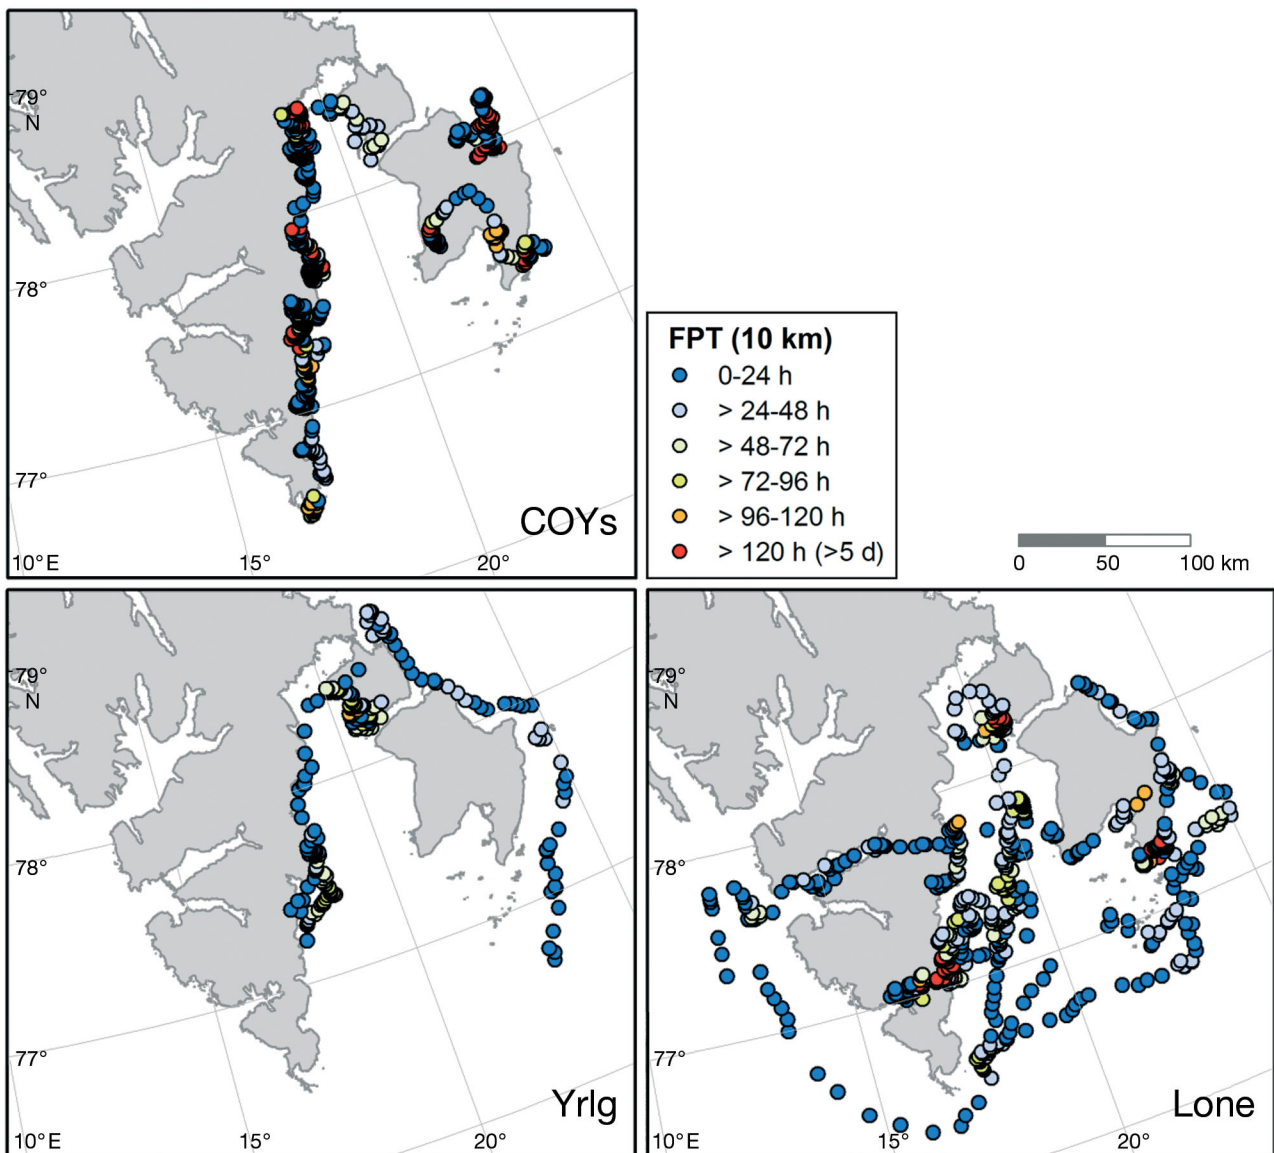 79°
N
78°
77°
10°E
15°
20°
COYs
FPT (10 km)
0-24 h
> 24-48 h
> 48-72 h
> 72-96 h
> 96-120 h
> 120 h (>5 d)
0 50 100 km
79°
N
78°
77°
10°E
15°
20°
Yrlg
79°
N
78°
77°
10°E
15°
20°
Lone